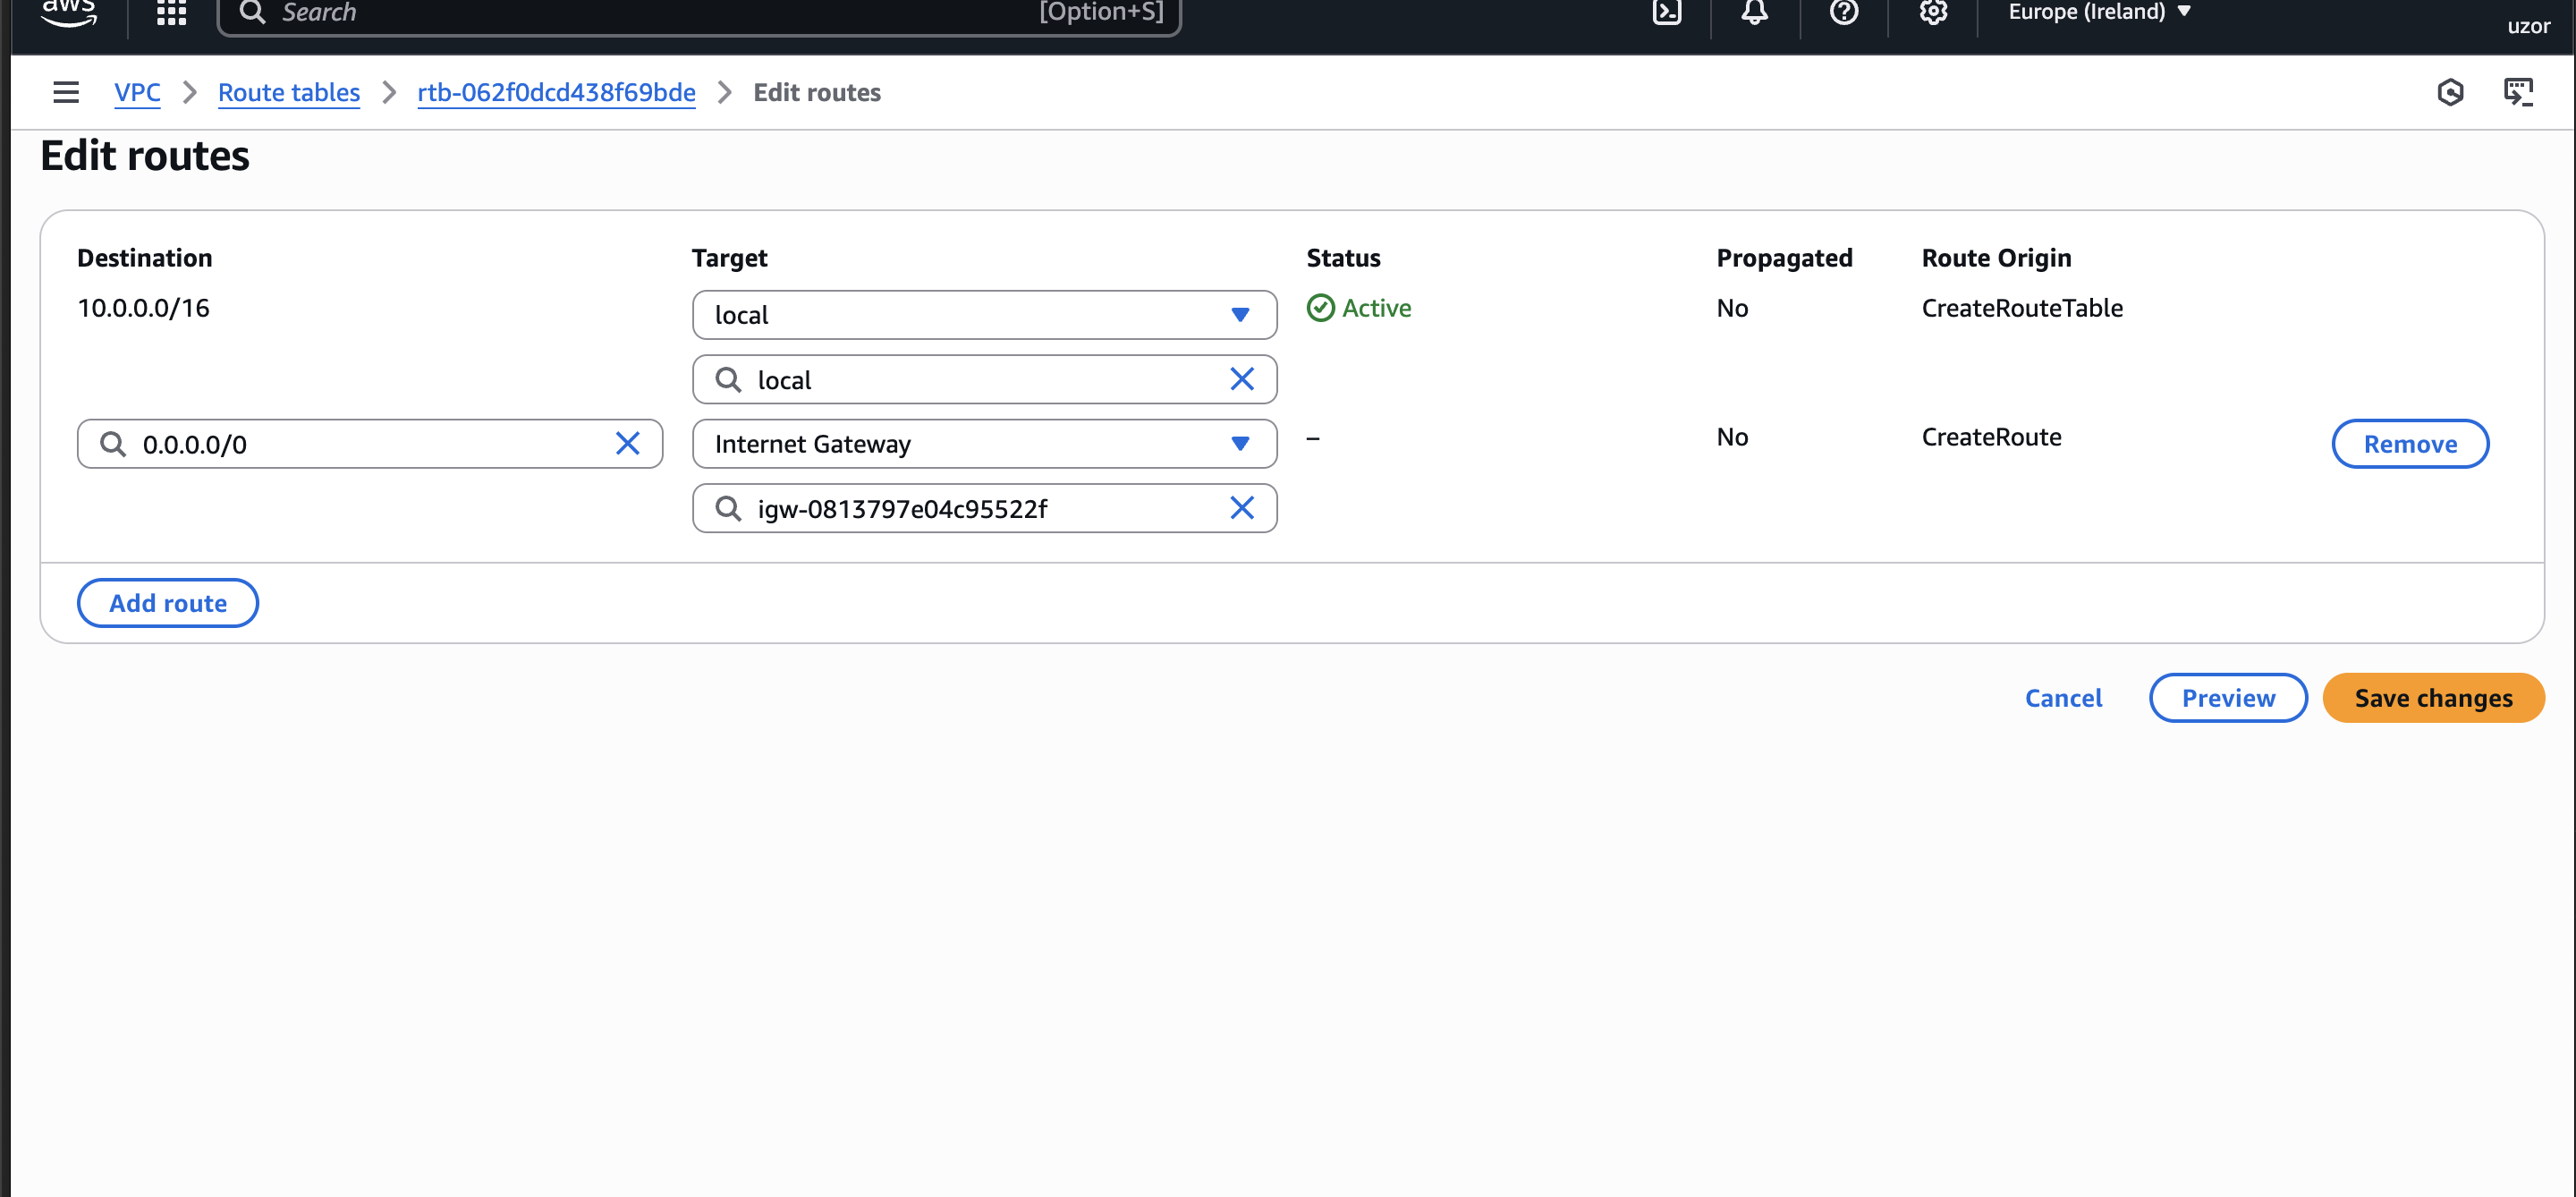 aws
Search [Option+S] Europe (Ireland)
uzor
VPC Route tables rtb-062f0dcd438f69bde Edit routes
Edit routes
Destination Target Status Propagated Route Origin
10.0.0.0/16 local Active No CreateRouteTable
local
0.0.0.0/0 Internet Gateway – No CreateRoute Remove
igw-0813797e04c95522f
Add route
Cancel Preview Save changes